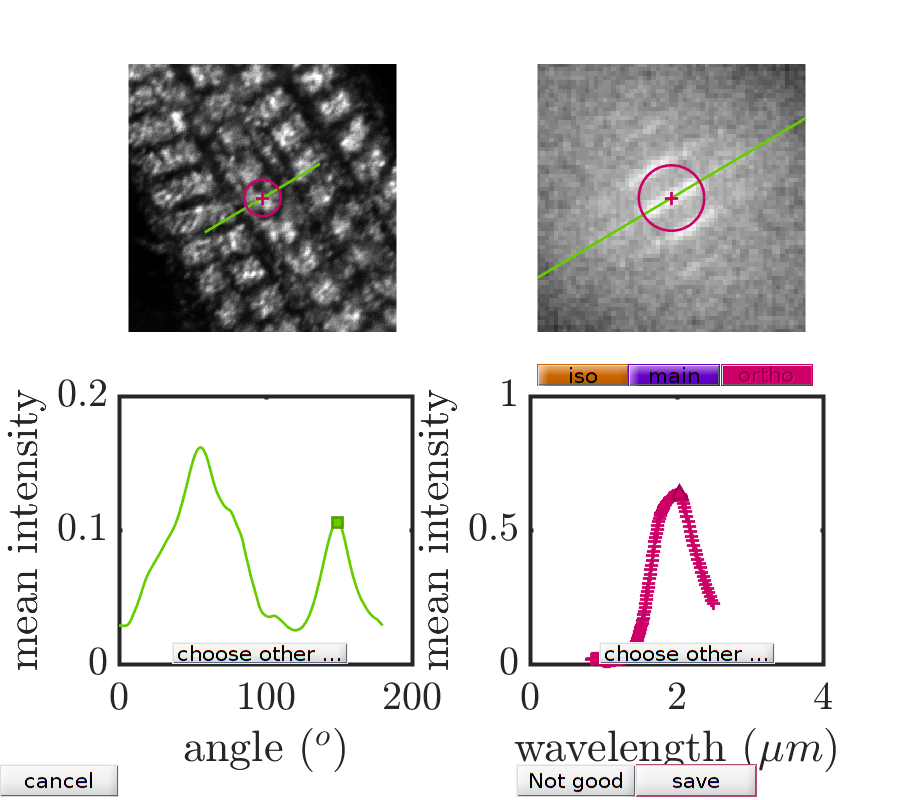 iso main ortho
0.2
0.1
0
mean intensity
choose other ...
0 100 200
angle (o)
1
0.5
0
mean intensity
choose other ...
0 2 4
wavelength (μm)
cancel
Not good save